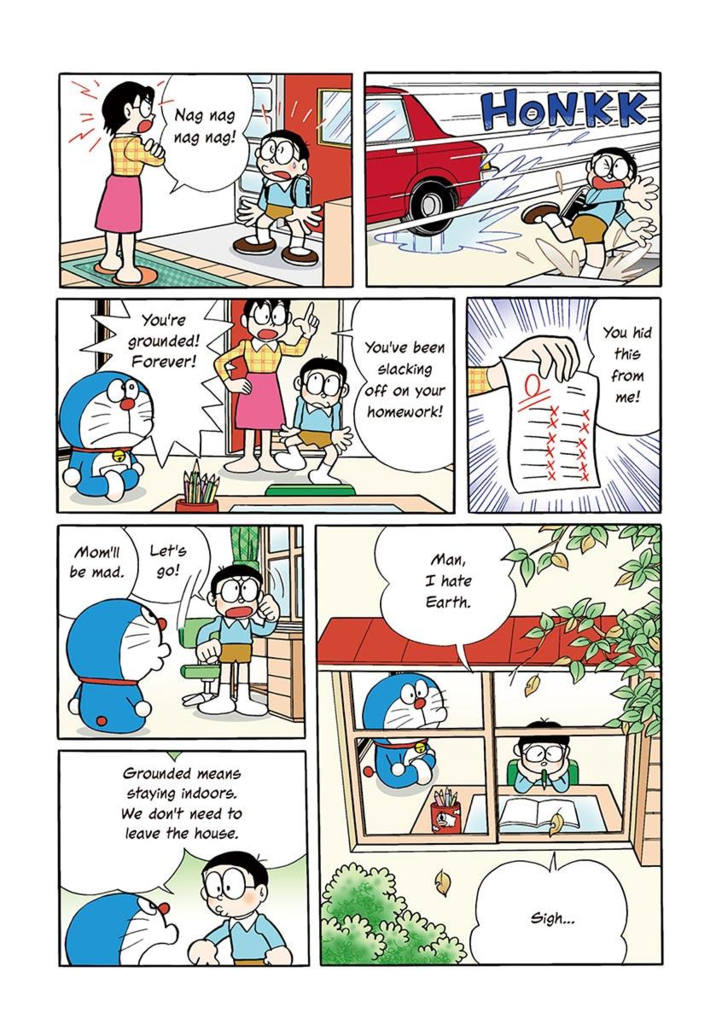 HONKK
Nag nag
nag nag!
You hid
this
from
me!
You've been
slacking
off on your
homework!
You're
grounded!
Forever!
Man,
I hate
Earth.
Sigh...
Let's
go!
Mom'll
be mad.
Grounded means
staying indoors.
We don't need to
leave the house.